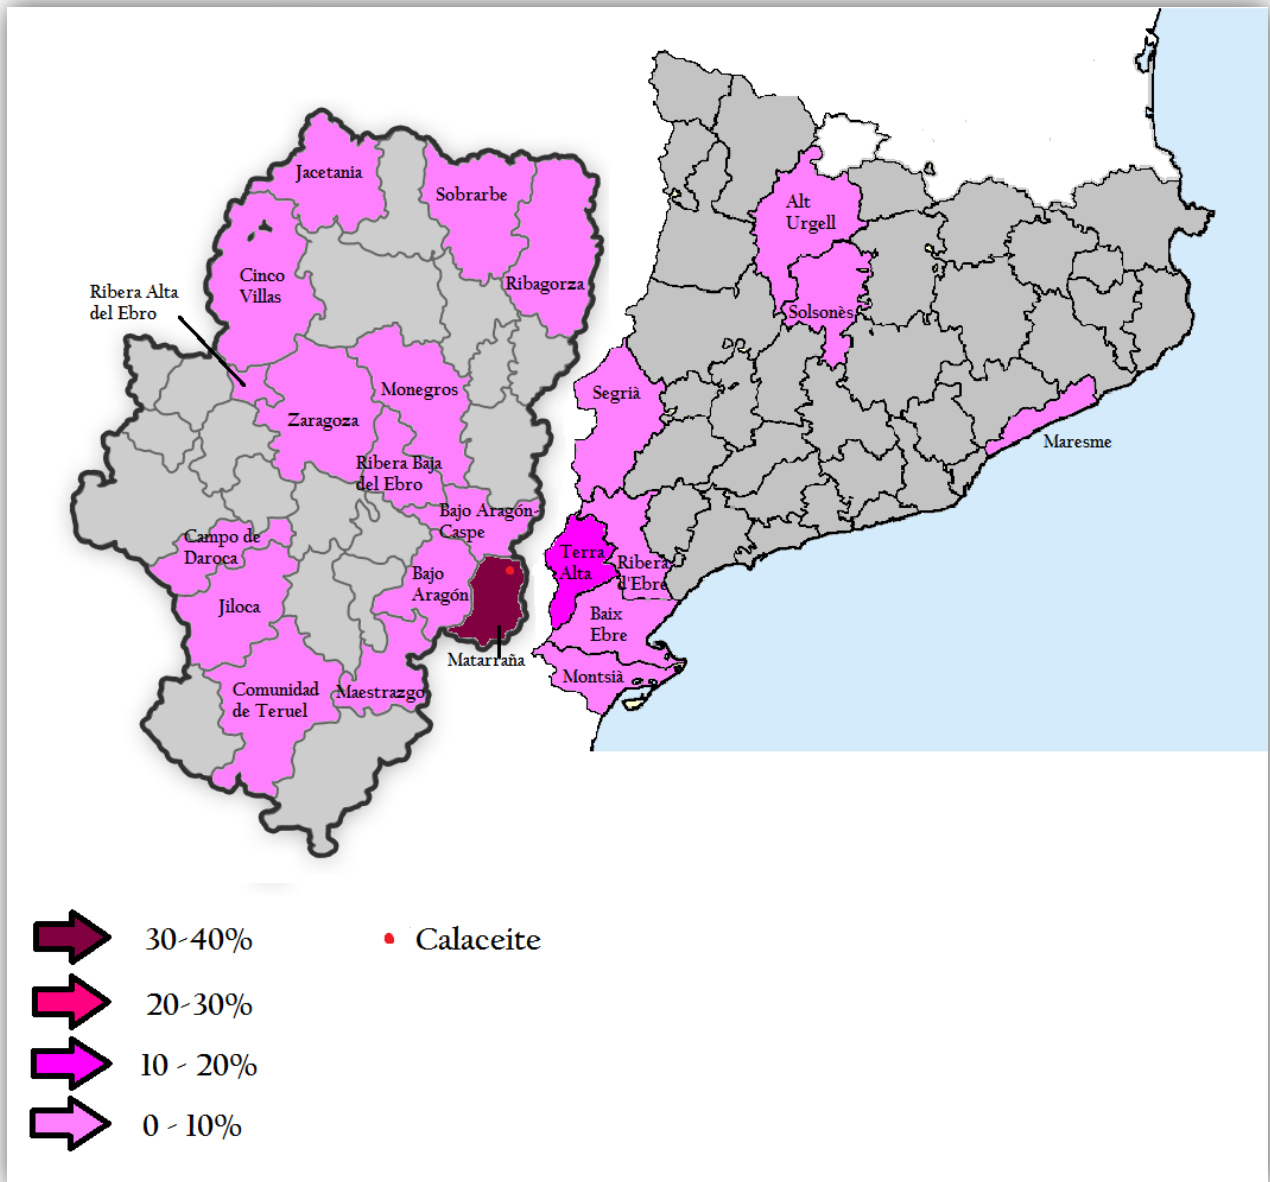 Jacetania
Sobrarbe
Alt
Urgell
Cinco
Villas
Ribagorza
Ribera Alta
del Ebro
Solsonès
Monegros
Segrià
Zaragoza
Maresme
Ribera Baja
del Ebro
Bajo Aragón-
Caspe
Campo de
Daroca
Terra
Alta
Ribera
d'Ebre
Bajo
Aragón
Jiloca
Baix
Ebre
Matarraña
Montsià
Comunidad
de Teruel
Maestrazgo
30-40%
Calaceite
20-30%
10 - 20%
0 - 10%